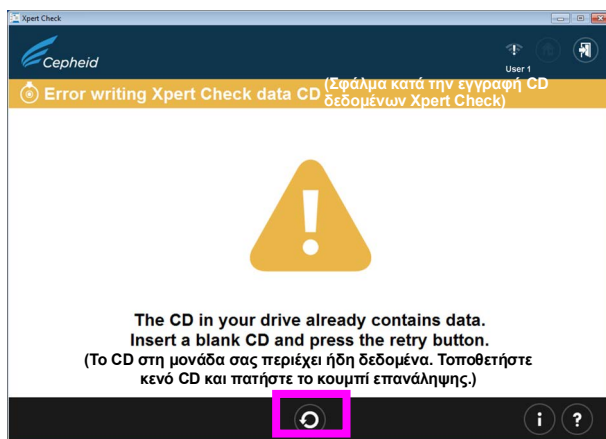 Xpert Check
Cepheid
User 1
Error writing Xpert Check data CD (Σφάλμα κατά την εγγραφή CD
δεδομένων Xpert Check)
The CD in your drive already contains data.
Insert a blank CD and press the retry button.
(Το CD στη μονάδα σας περιέχει ήδη δεδομένα. Τοποθετήστε
κενό CD και πατήστε το κουμπί επανάληψης.)